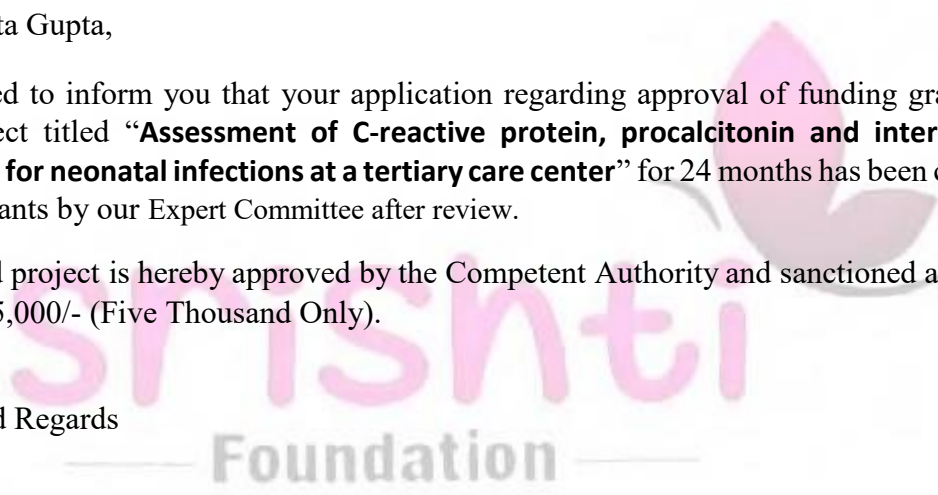 ta Gupta,
ed to inform you that your application regarding approval of funding gra
ect titled “Assessment of C-reactive protein, procalcitonin and inter
for neonatal infections at a tertiary care center” for 24 months has been
ants by our Expert Committee after review.
d project is hereby approved by the Competent Authority and sanctioned a
5,000/- (Five Thousand Only).
srishti
d Regards
Foundation